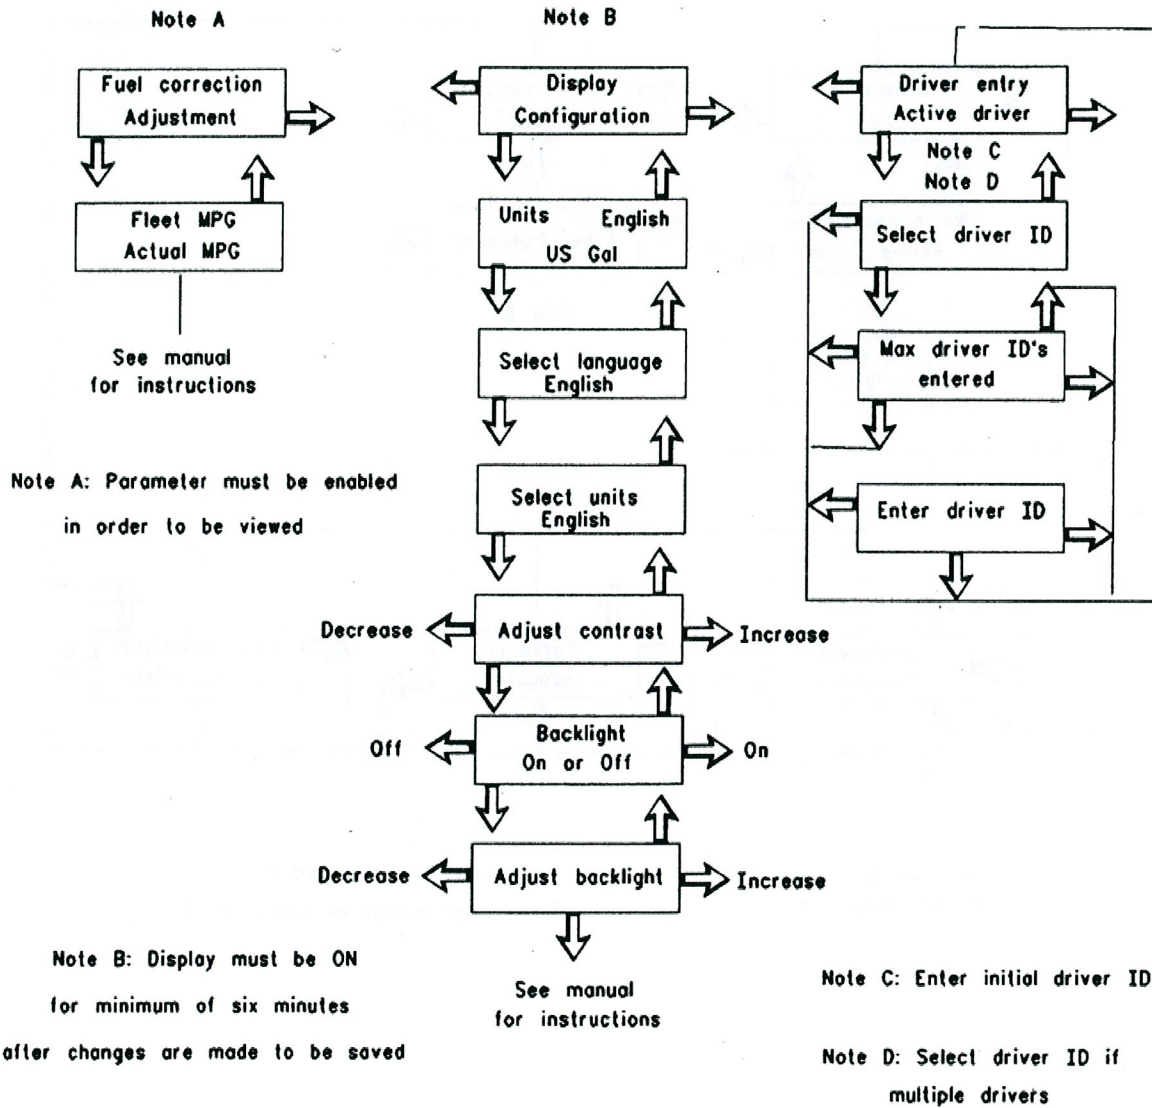 Note A
Fuel correction
Adjustment
Fleet MPG
Actual MPG
See manual
for instructions
Note A: Parameter must be enabled
in order to be viewed
Note B
Display
Configuration
Units English
US Gal
Select language
English
Select units
English
Decrease Adjust contrast Increase
Off Backlight On
On or Off
Decrease Adjust backlight Increase
See manual
for instructions
Note B: Display must be ON
for minimum of six minutes
after changes are made to be saved
Driver entry
Active driver
Note C
Note D
Select driver ID
Max driver ID's
entered
Enter driver ID
Note C: Enter initial driver ID
Note D: Select driver ID if
multiple drivers